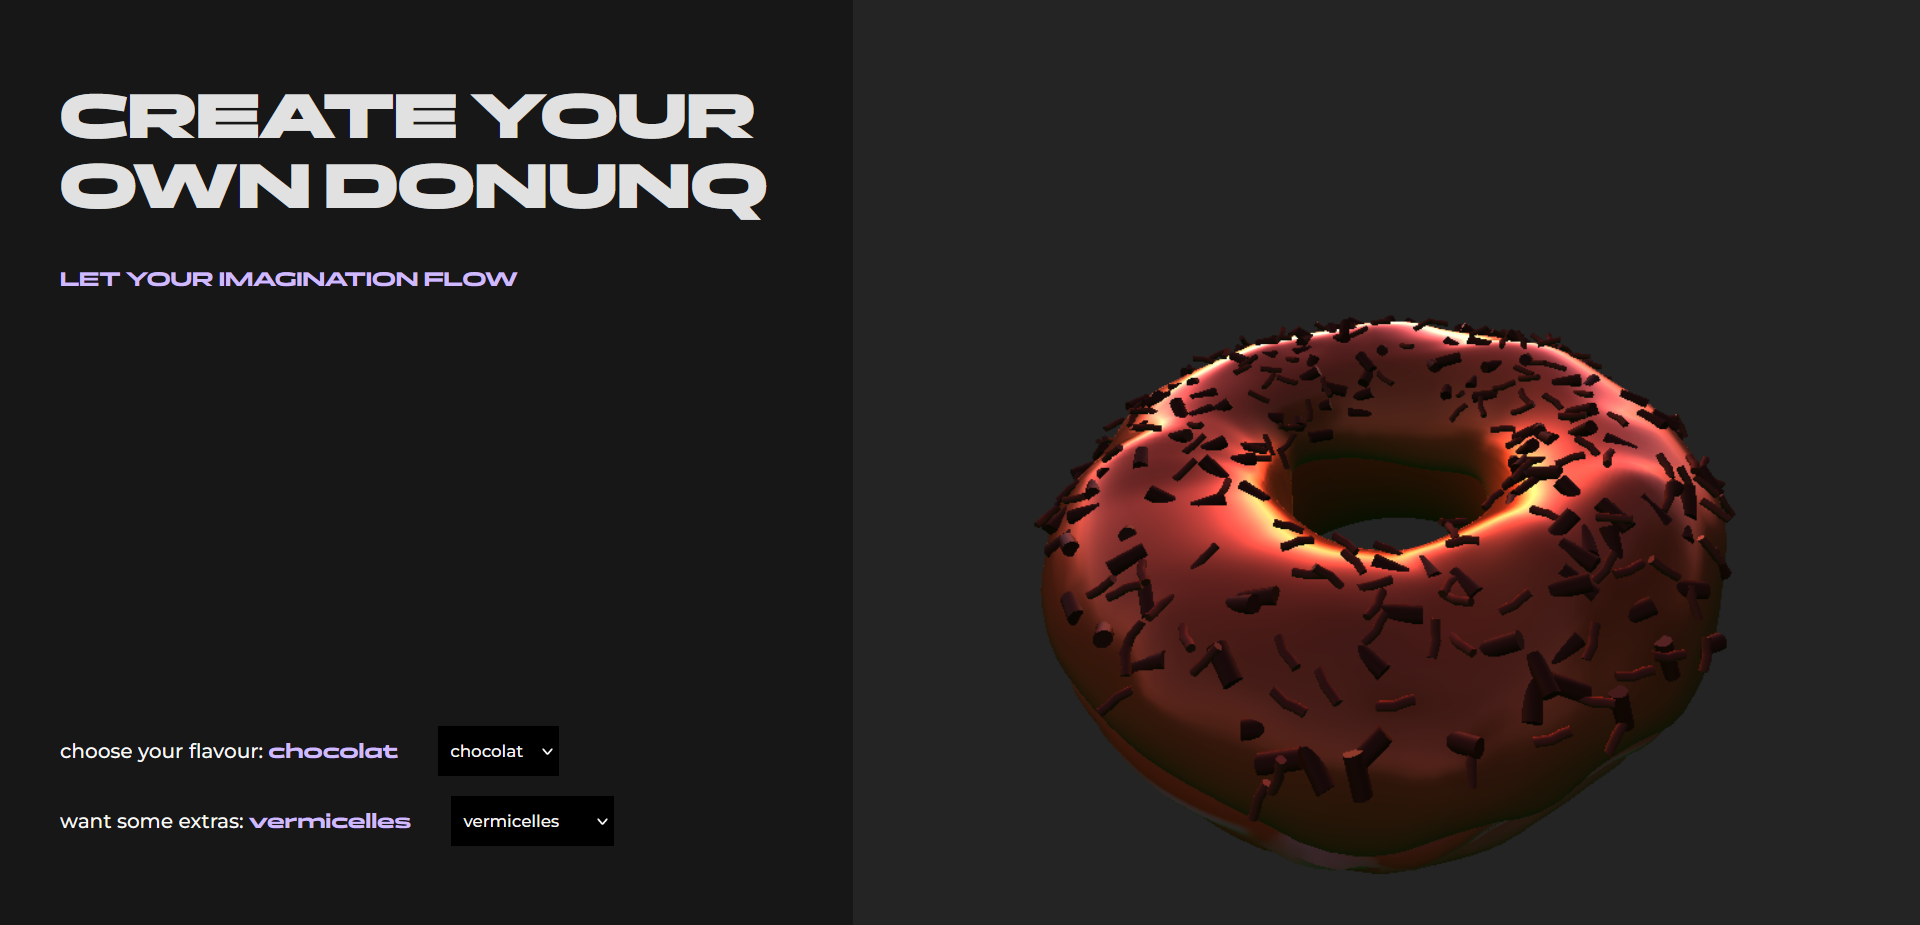 CREATE YOUR
OWN DONUNQ
LET YOUR IMAGINATION FLOW
choose your flavour: chocolat chocolat
want some extras: vermicelles vermicelles